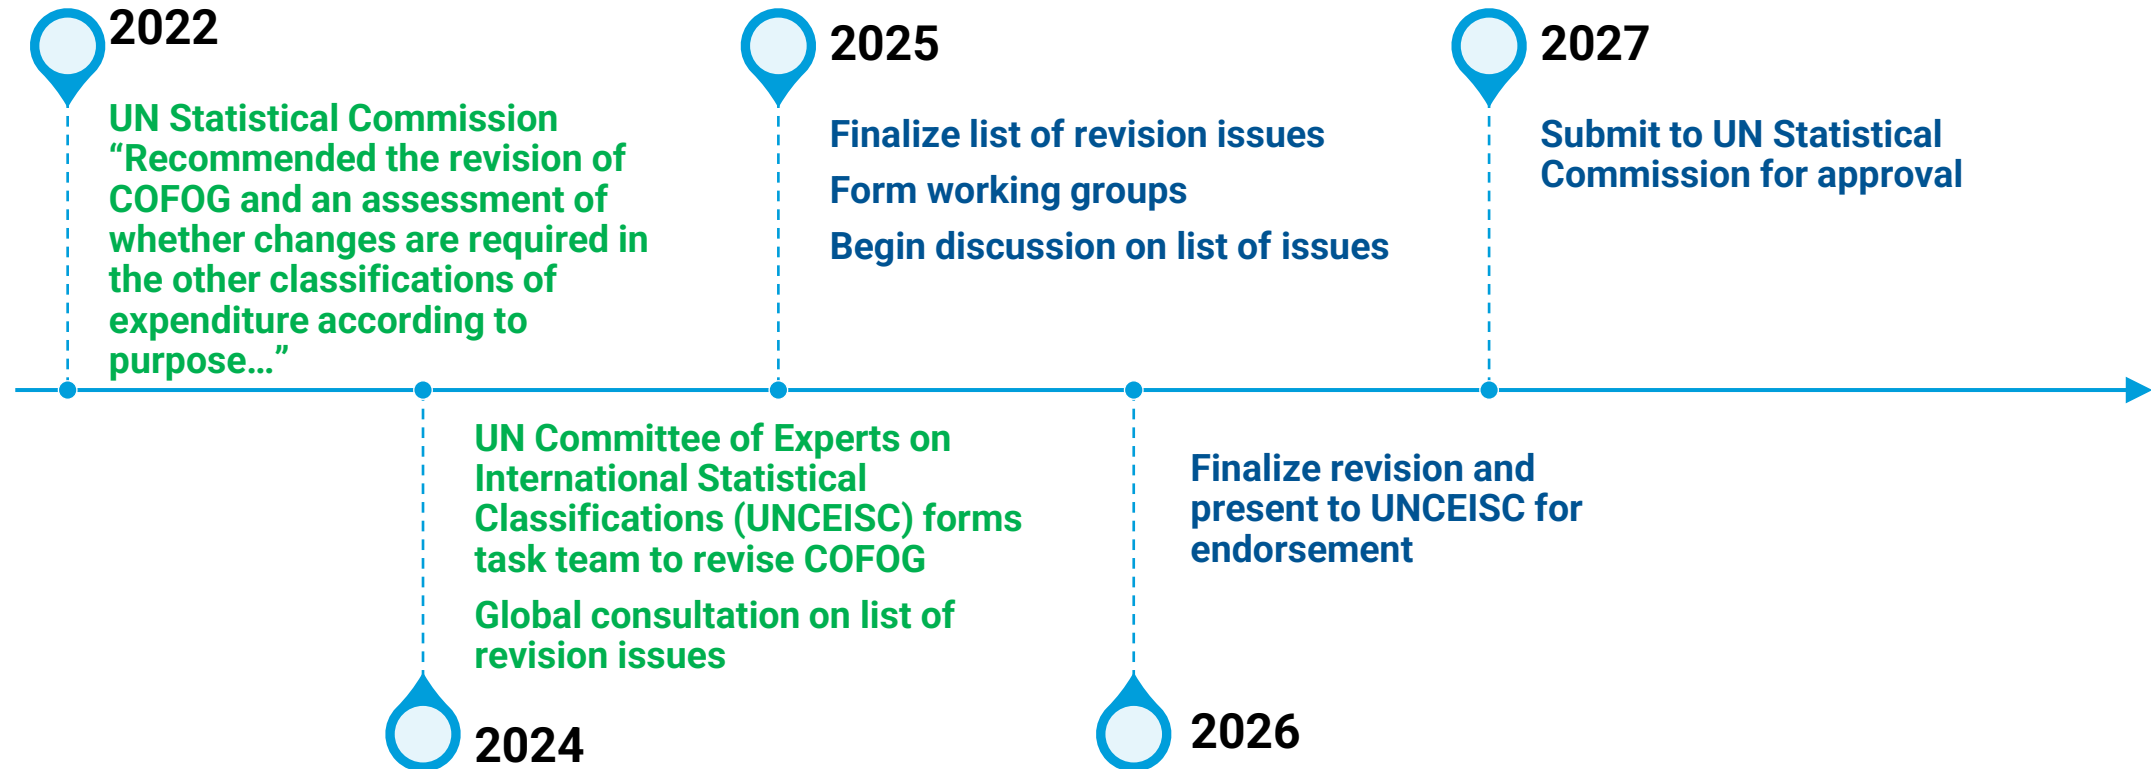 2022
UN Statistical Commission
“Recommended the revision of
COFOG and an assessment of
whether changes are required in
the other classifications of
expenditure according to
purpose…”
UN Committee of Experts on
International Statistical
Classifications (UNCEISC) forms
task team to revise COFOG
Global consultation on list of
revision issues
2024
2025
Finalize list of revision issues
Form working groups
Begin discussion on list of issues
Finalize revision and
present to UNCEISC for
endorsement
2026
2027
Submit to UN Statistical
Commission for approval